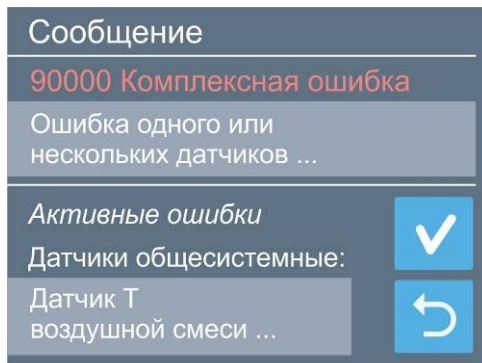 Сообщение
90000 Комплексная ошибка
Ошибка одного или
нескольких датчиков ...
Активные ошибки
Датчики общесистемные:
Датчик Т
воздушной смеси ...